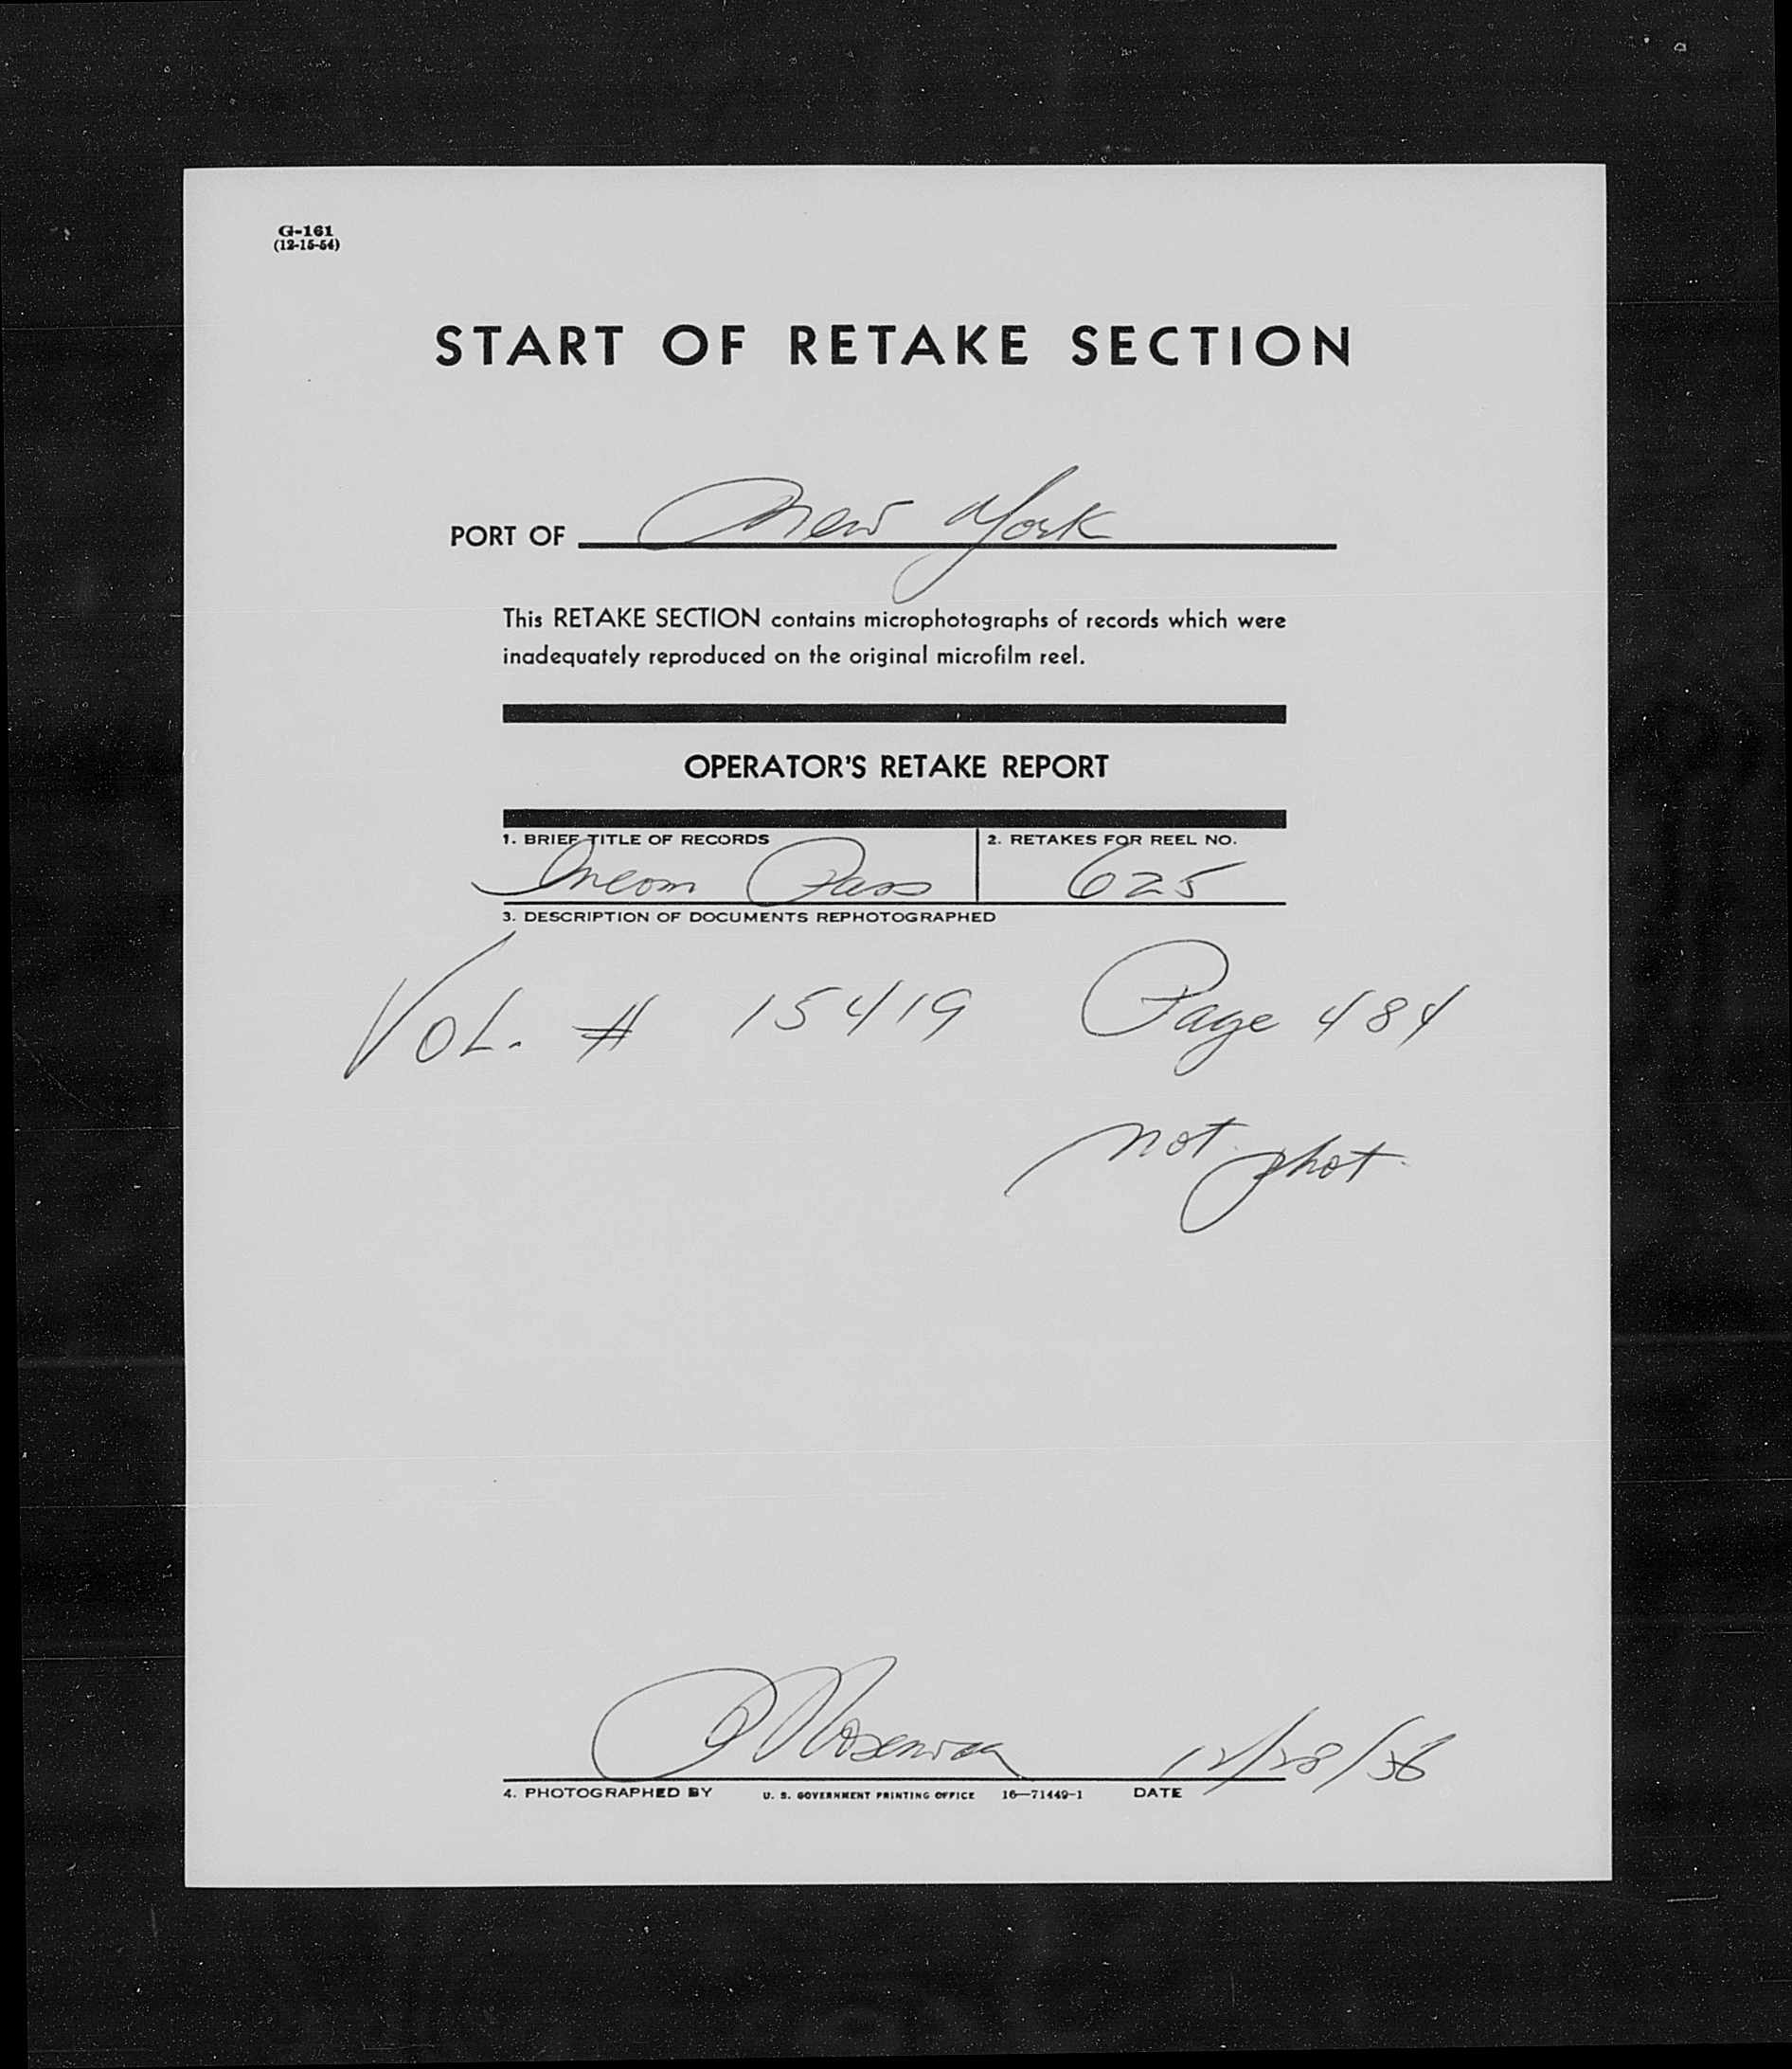 G-161
(12-15-54)
START OF RETAKE SECTION
PORT OF New York
This RETAKE SECTION contains microphotographs of records which were
inadequately reproduced on the original microfilm reel.
OPERATOR'S RETAKE REPORT
1. BRIEF TITLE OF RECORDS 2. RETAKES FOR REEL NO.
Incom Pass 625
3. DESCRIPTION OF DOCUMENTS REPHOTOGRAPHED
VOL. # 15419 Page 484
not phot.
12/28/56
4. PHOTOGRAPHED BY U. S. GOVERNMENT PRINTING OFFICE 16—71449-1 DATE